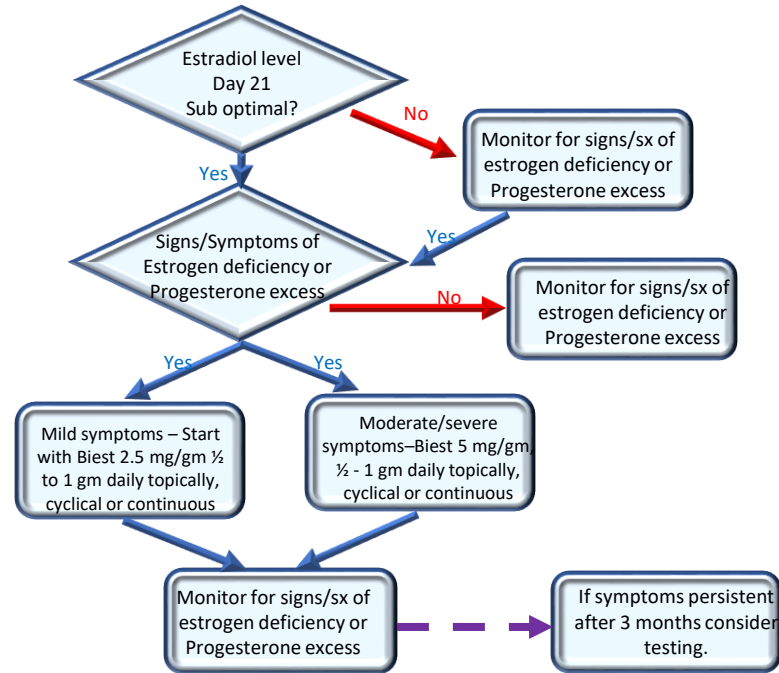 Estradiol level
Day 21
Sub optimal?
No
Monitor for signs/sx of
estrogen deficiency or
Progesterone excess
Yes
Yes
Signs/Symptoms of
Estrogen deficiency or
Progesterone excess
No
Monitor for signs/sx of
estrogen deficiency or
Progesterone excess
Yes
Yes
Mild symptoms – Start
with Biest 2.5 mg/gm ½
to 1 gm daily topically,
cyclical or continuous
Moderate/severe
symptoms–Biest 5 mg/gm,
½ - 1 gm daily topically,
cyclical or continuous
Monitor for signs/sx of
estrogen deficiency or
Progesterone excess
If symptoms persistent
after 3 months consider
testing.